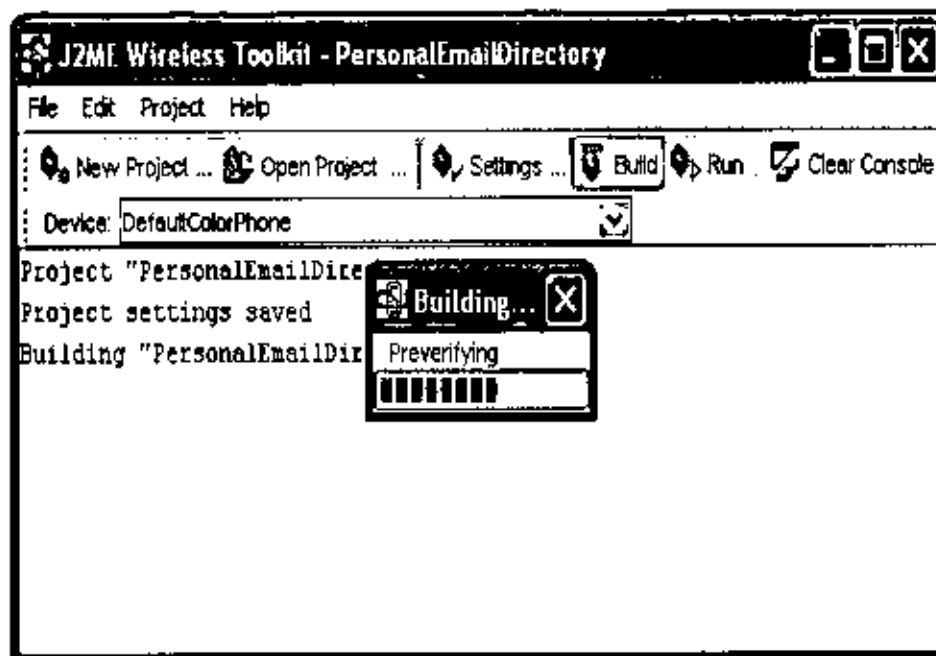 J2ME Wireless Toolkit - PersonalEmailDirectory
File Edit Project Help
New Project ... Open Project ... Settings ... Build Run . Clear Console
Device: DefaultColorPhone
Project "PersonalEmailDire
Project settings saved
Building "PersonalEmailDir
Building...
Preverifying